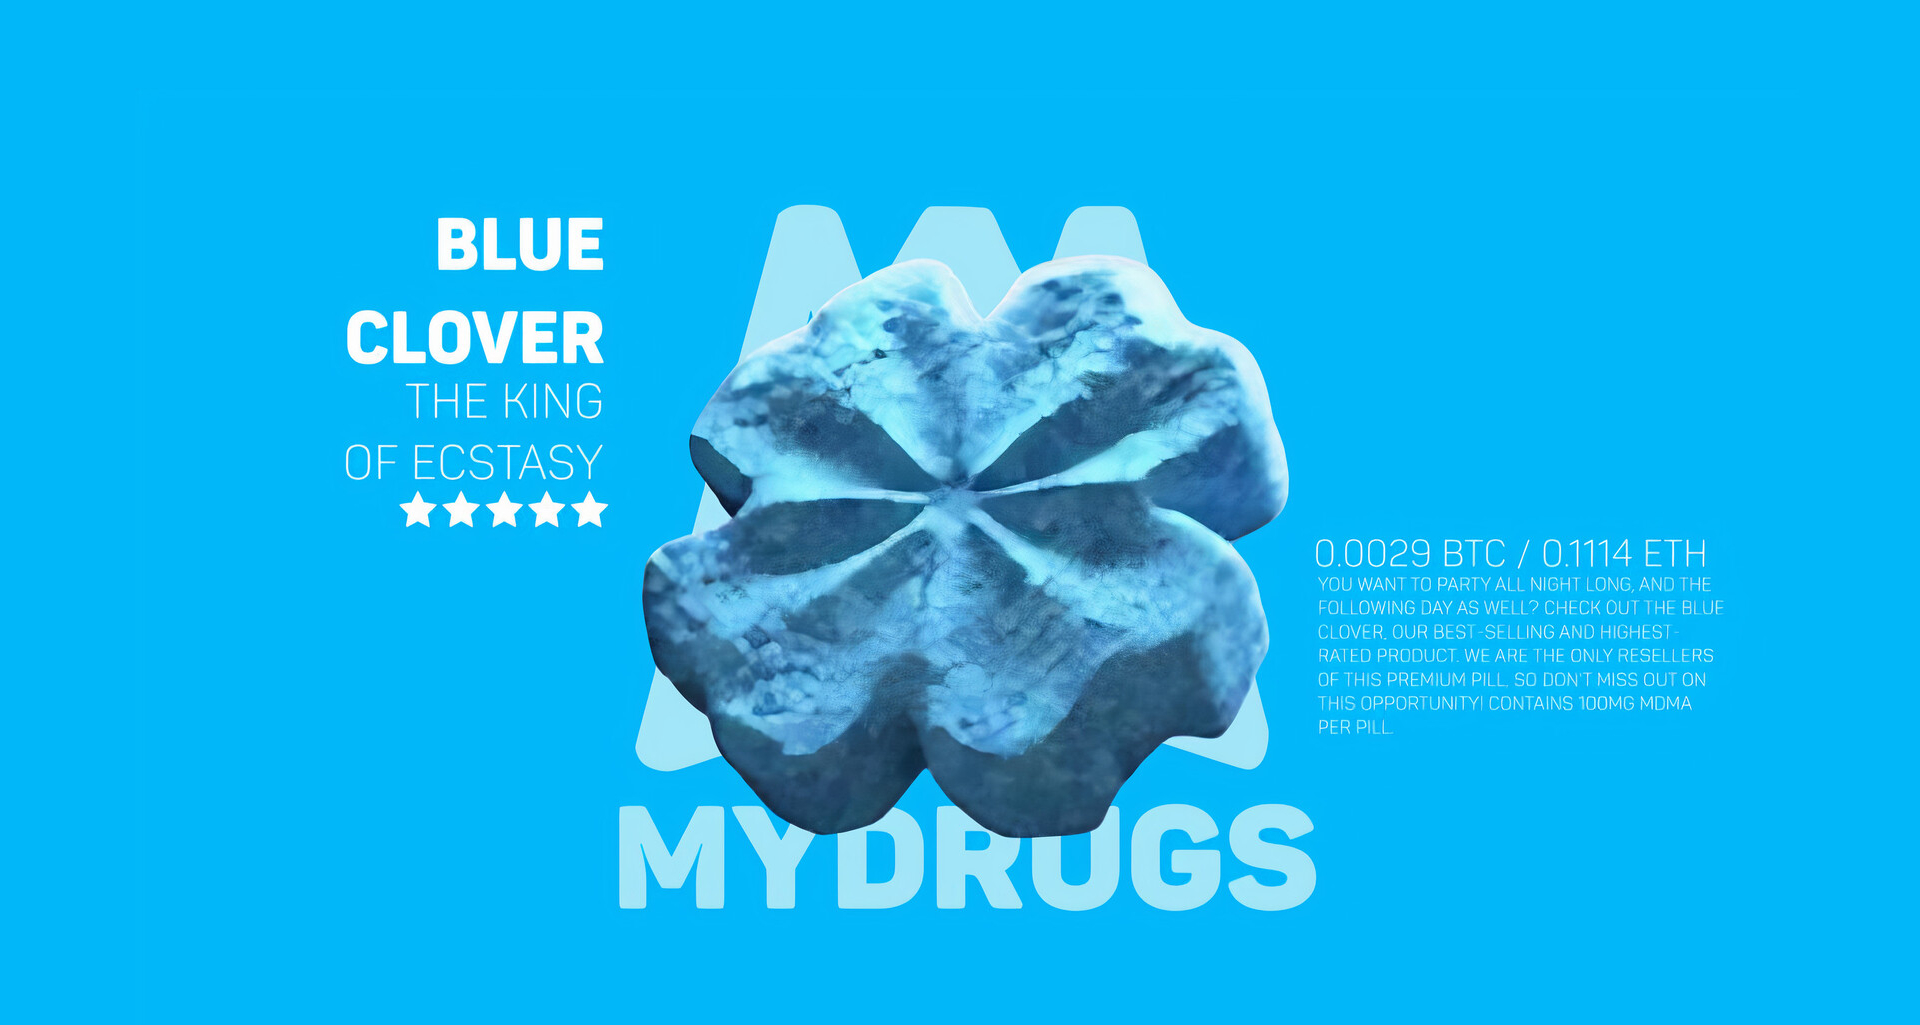 BLUE
CLOVER
THE KING
OF ECSTASY
0.0029 BTC / 0.1114 ETH
YOU WANT TO PARTY ALL NIGHT LONG, AND THE
FOLLOWING DAY AS WELL? CHECK OUT THE BLUE
CLOVER, OUR BEST-SELLING AND HIGHEST-
RATED PRODUCT. WE ARE THE ONLY RESELLERS
OF THIS PREMIUM PILL, SO DON'T MISS OUT ON
THIS OPPORTUNITY! CONTAINS 100MG MDMA
PER PILL.
MYDRUGS